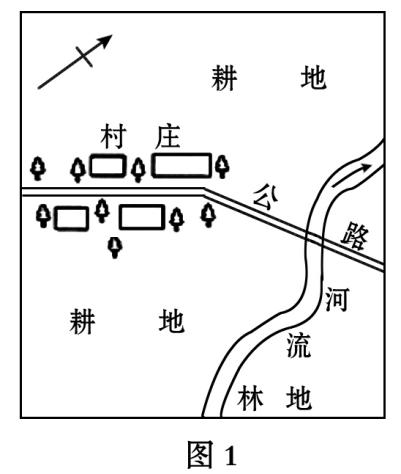 耕 地
村 庄
公 路
耕 地
河 流
林 地
图 1